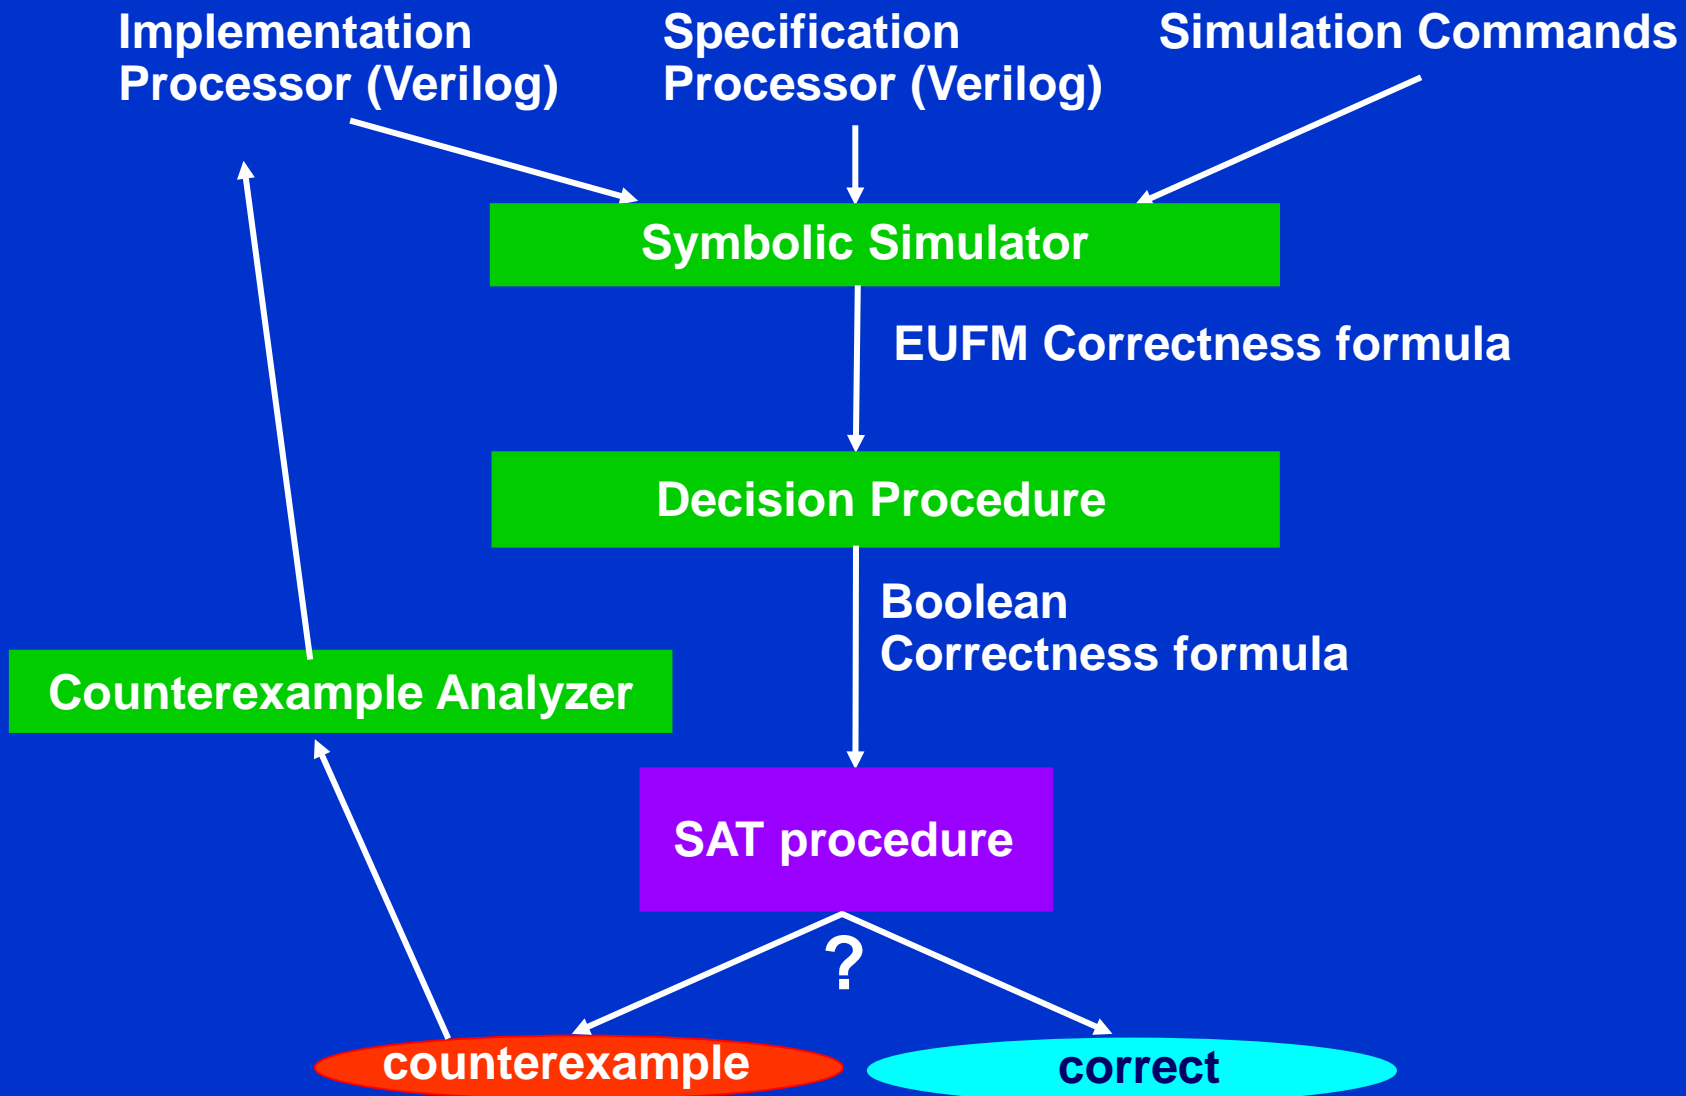 Implementation
Processor (Verilog)
Specification
Processor (Verilog)
Simulation Commands
Symbolic Simulator
EUFM Correctness formula
Decision Procedure
Boolean
Correctness formula
Counterexample Analyzer
SAT procedure
?
counterexample
correct